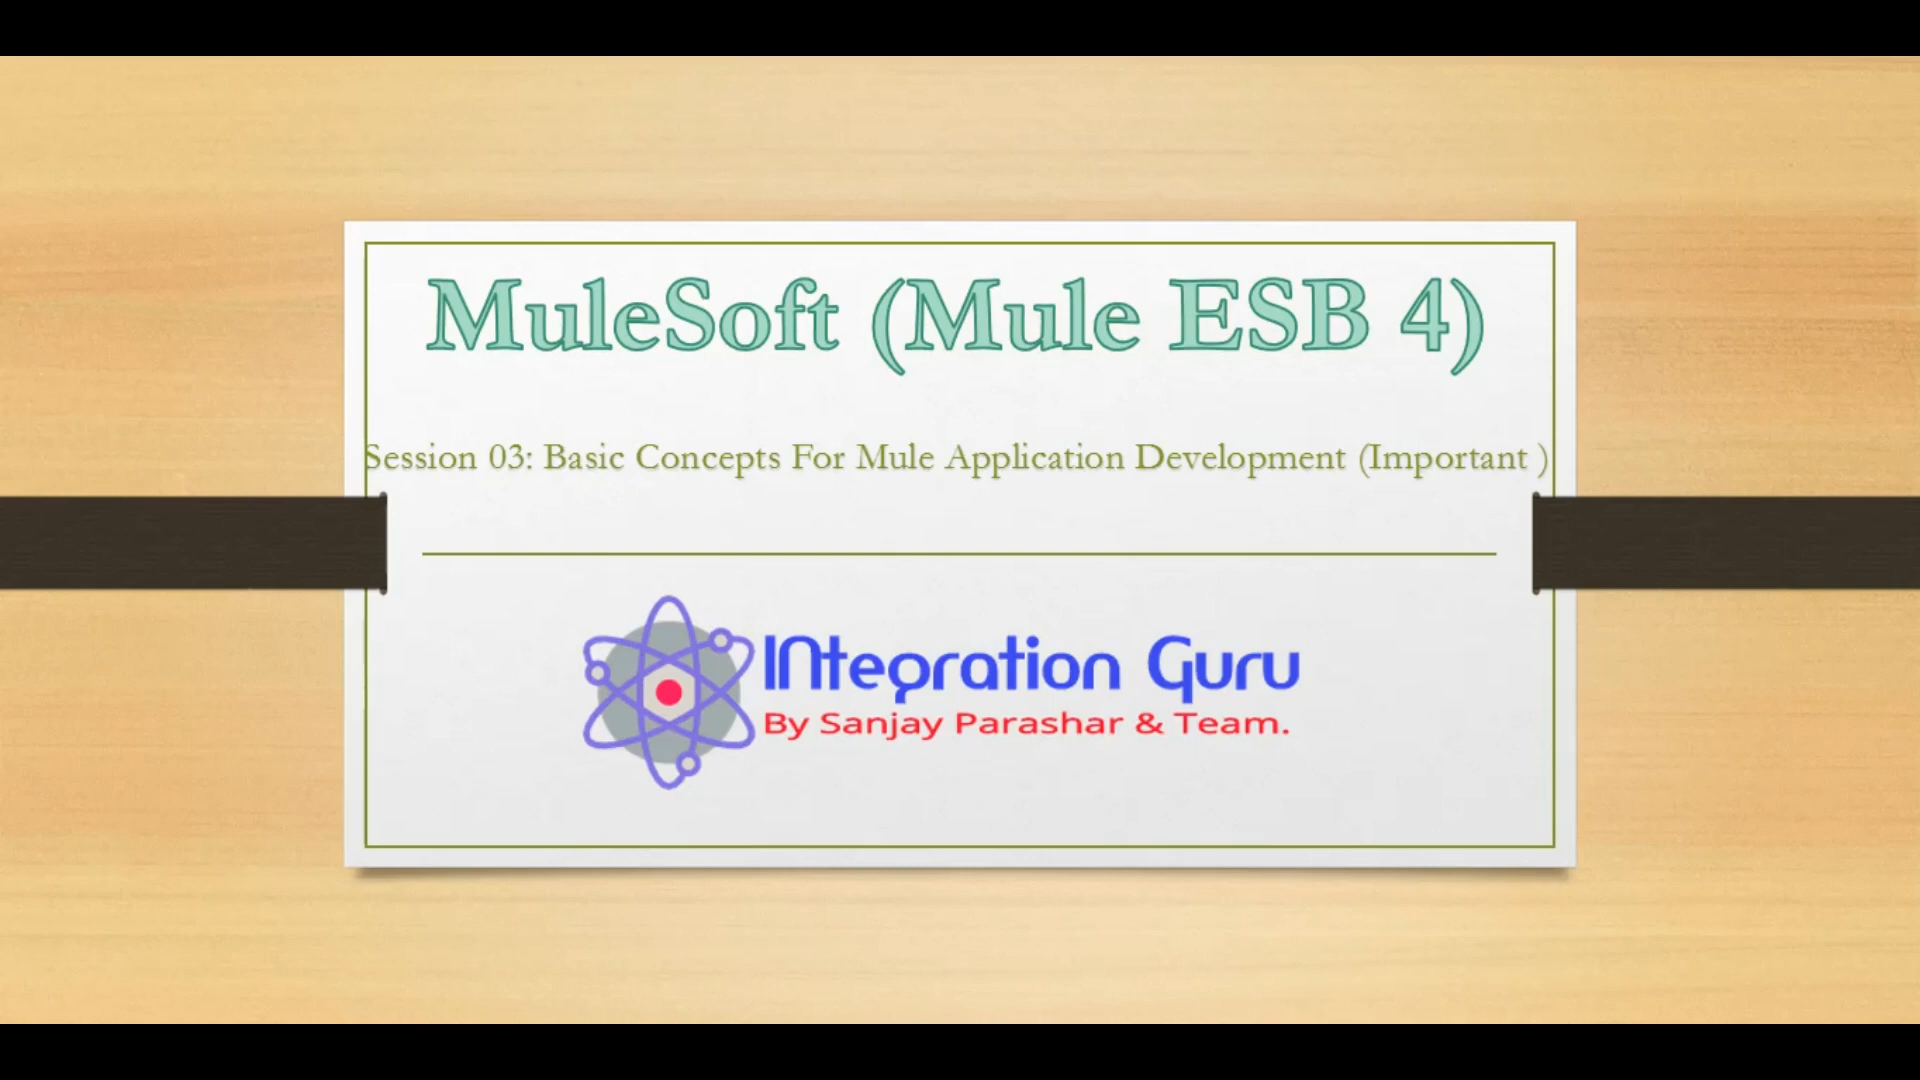 MuleSoft (Mule ESB 4)
Session 03: Basic Concepts For Mule Application Development (Important )
INtegration Guru
By Sanjay Parashar & Team.